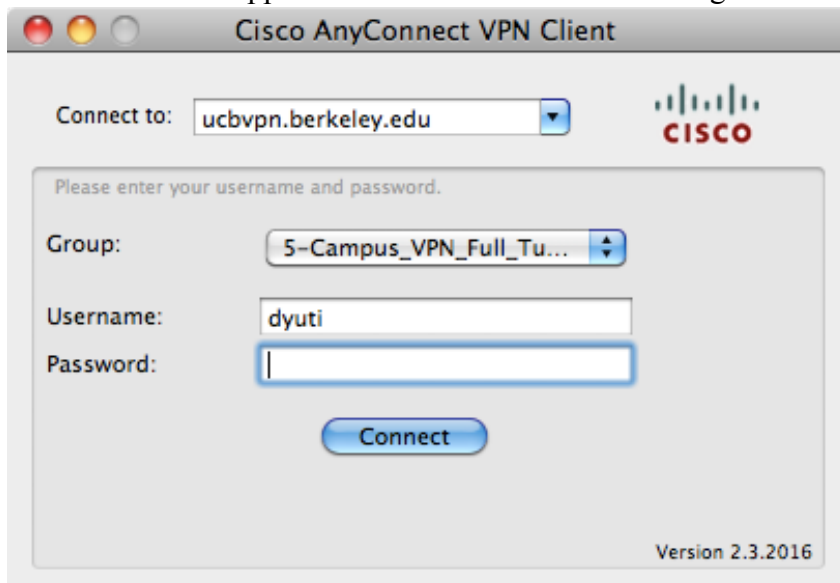 Cisco AnyConnect VPN Client
Connect to: ucbvpn.berkeley.edu
CISCO
Please enter your username and password.
Group: 5-Campus_VPN_Full_Tu...
Username: dyuti
Password:
Connect
Version 2.3.2016